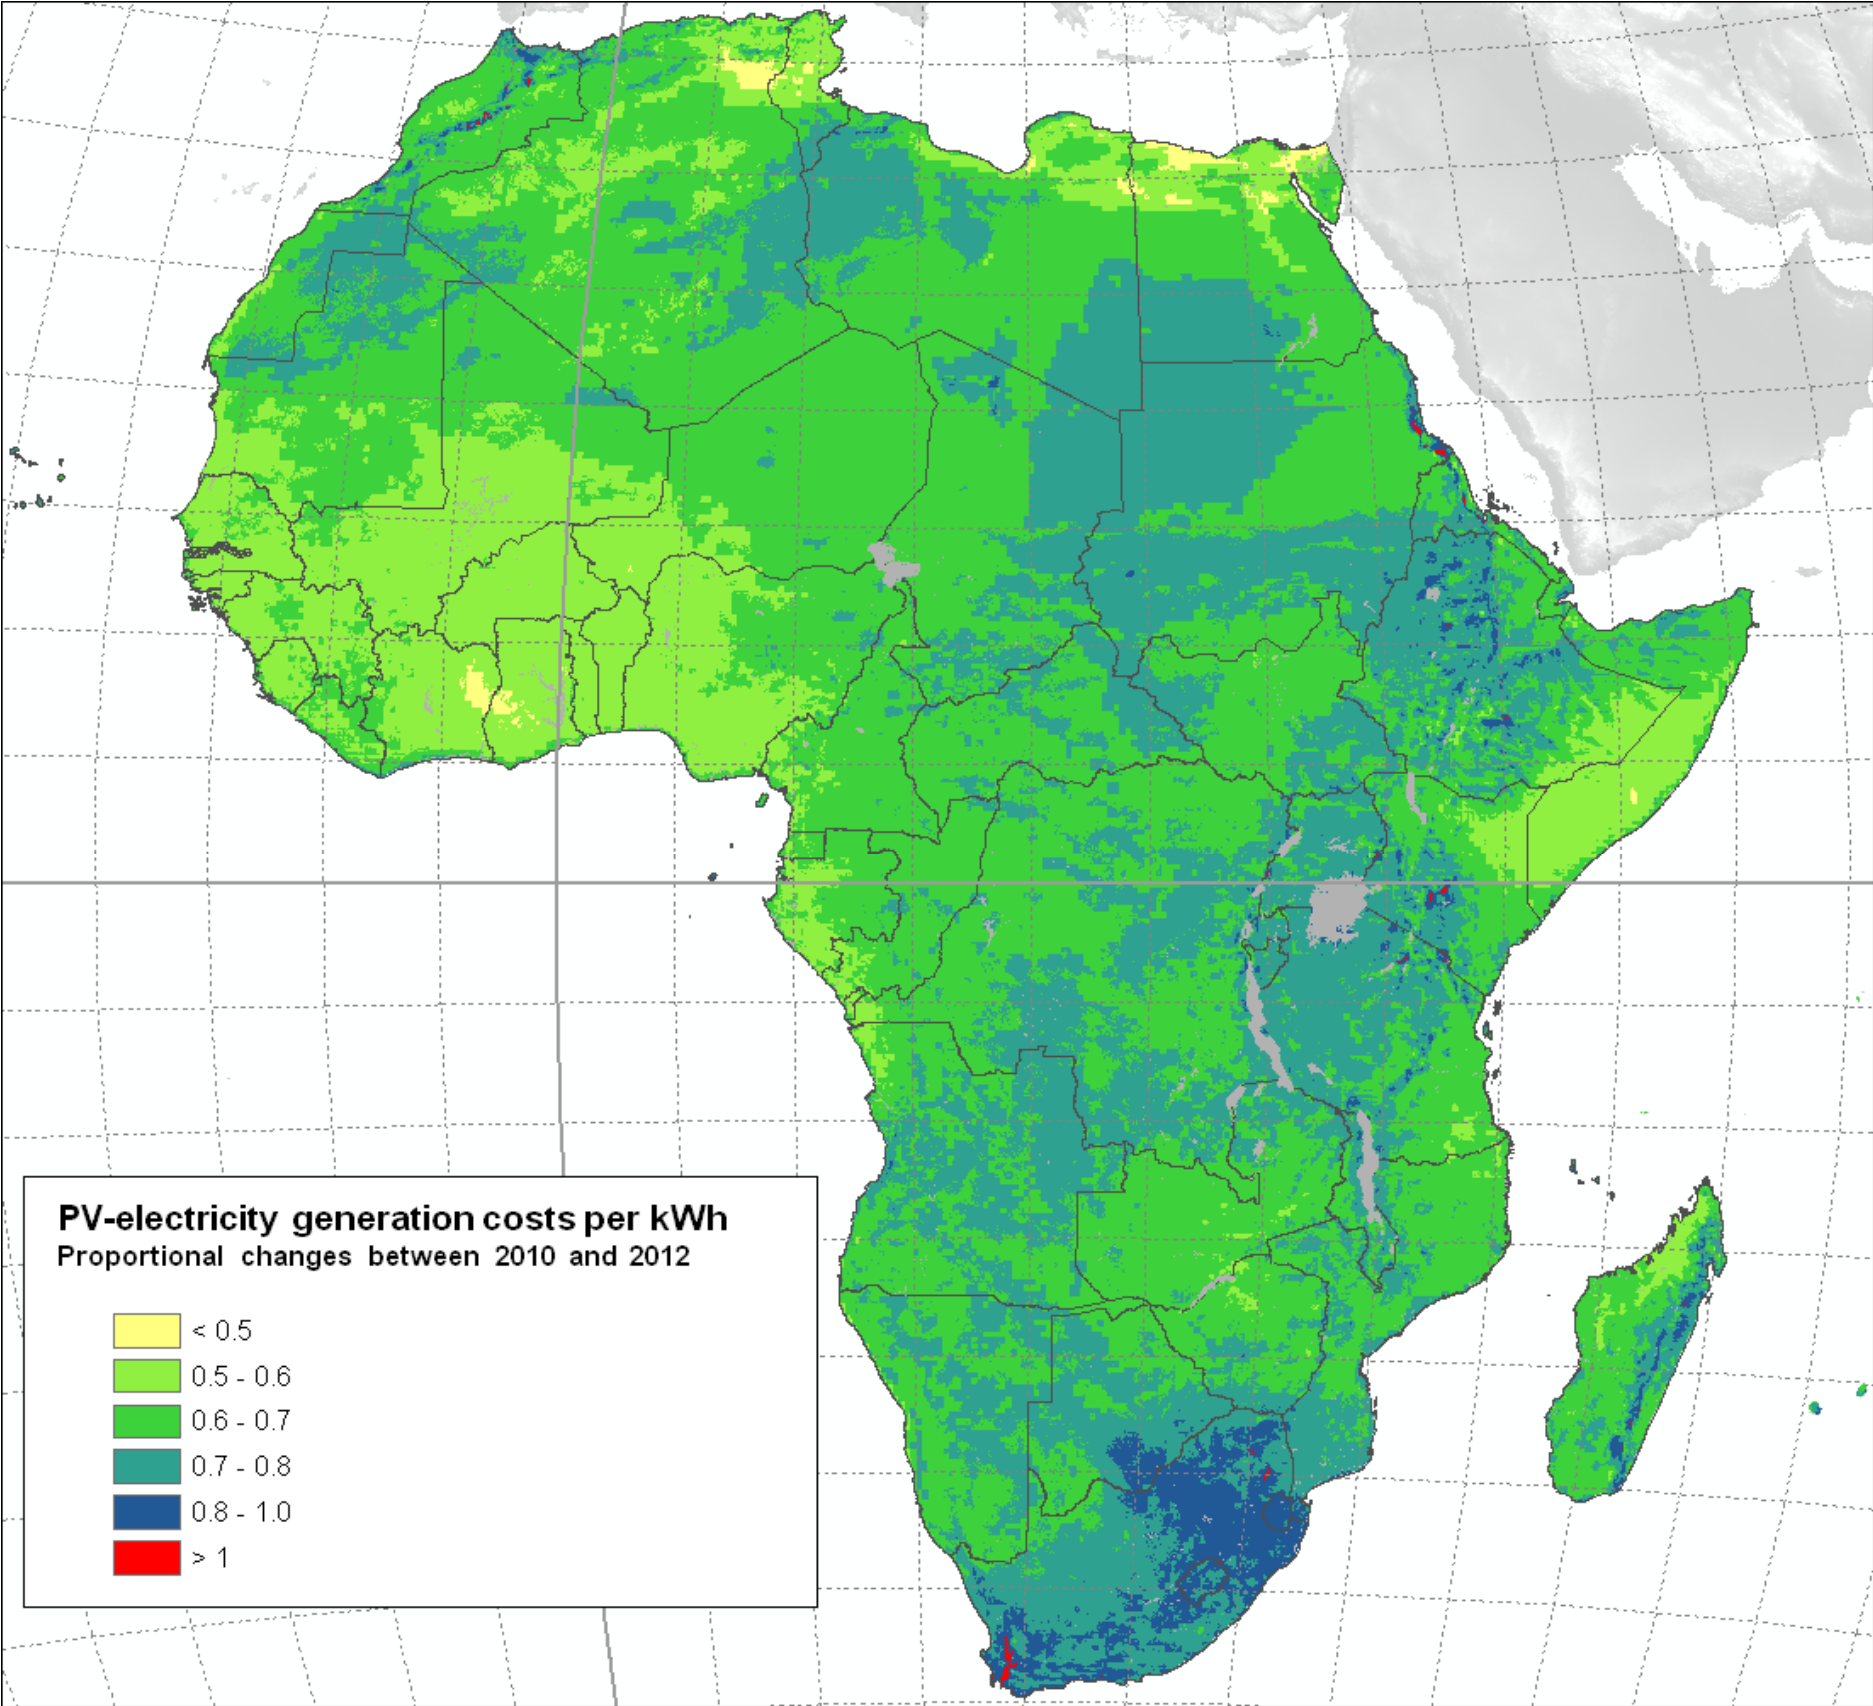 PV-electricity generation costs per kWh
Proportional changes between 2010 and 2012
< 0.5
0.5 - 0.6
0.6 - 0.7
0.7 - 0.8
0.8 - 1.0
> 1